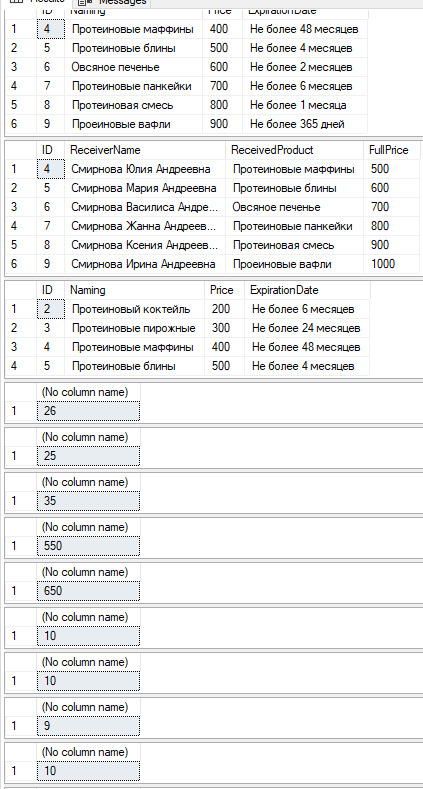 Results Messages
ID Naming Price ExpirationDate
1 4 Протеиновые маффины 400 Не более 48 месяцев
2 5 Протеиновые блины 500 Не более 4 месяцев
3 6 Овсяное печенье 600 Не более 2 месяцев
4 7 Протеиновые панкейки 700 Не более 6 месяцев
5 8 Протеиновая смесь 800 Не более 1 месяца
6 9 Проеиновые вафли 900 Не более 365 дней
ID ReceiverName ReceivedProduct FullPrice
1 4 Смирнова Юлия Андреевна Протеиновые маффины 500
2 5 Смирнова Мария Андреевна Протеиновые блины 600
3 6 Смирнова Василиса Андре... Овсяное печенье 700
4 7 Смирнова Жанна Андреев... Протеиновые панкейки 800
5 8 Смирнова Ксения Андреев... Протеиновая смесь 900
6 9 Смирнова Ирина Андреевна Проеиновые вафли 1000
ID Naming Price ExpirationDate
1 2 Протеиновый коктейль 200 Не более 6 месяцев
2 3 Протеиновые пирожные 300 Не более 24 месяцев
3 4 Протеиновые маффины 400 Не более 48 месяцев
4 5 Протеиновые блины 500 Не более 4 месяцев
(No column name)
1 26
(No column name)
1 25
(No column name)
1 35
(No column name)
1 550
(No column name)
1 650
(No column name)
1 10
(No column name)
1 10
(No column name)
1 9
(No column name)
1 10